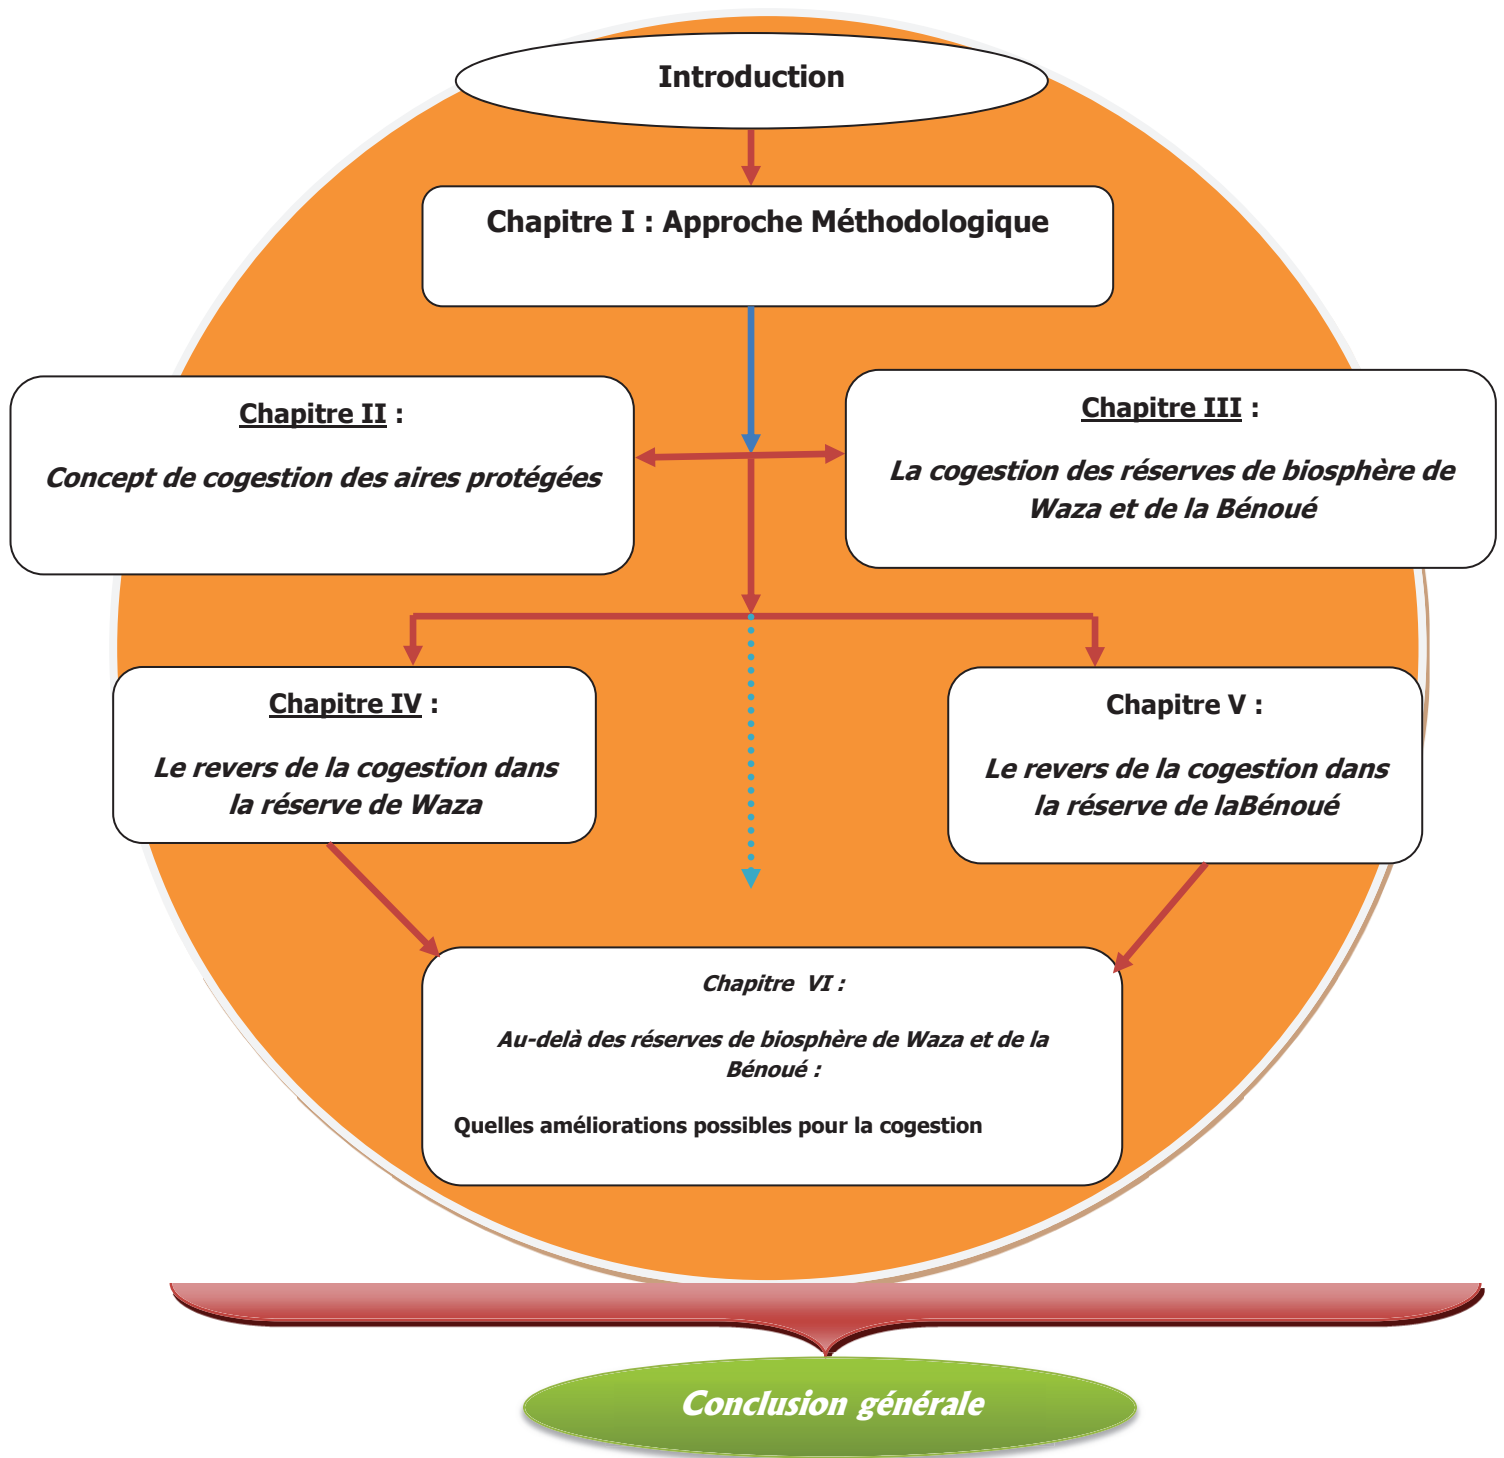 Introduction
Chapitre I : Approche Méthodologique
Chapitre II :
Concept de cogestion des aires protégées
Chapitre III :
La cogestion des réserves de biosphère de
Waza et de la Bénoué
Chapitre IV :
Le revers de la cogestion dans
la réserve de Waza
Chapitre V :
Le revers de la cogestion dans
la réserve de laBénoué
Chapitre  VI :
Au-delà des réserves de biosphère de Waza et de la
Bénoué :
Quelles améliorations possibles pour la cogestion
Conclusion générale